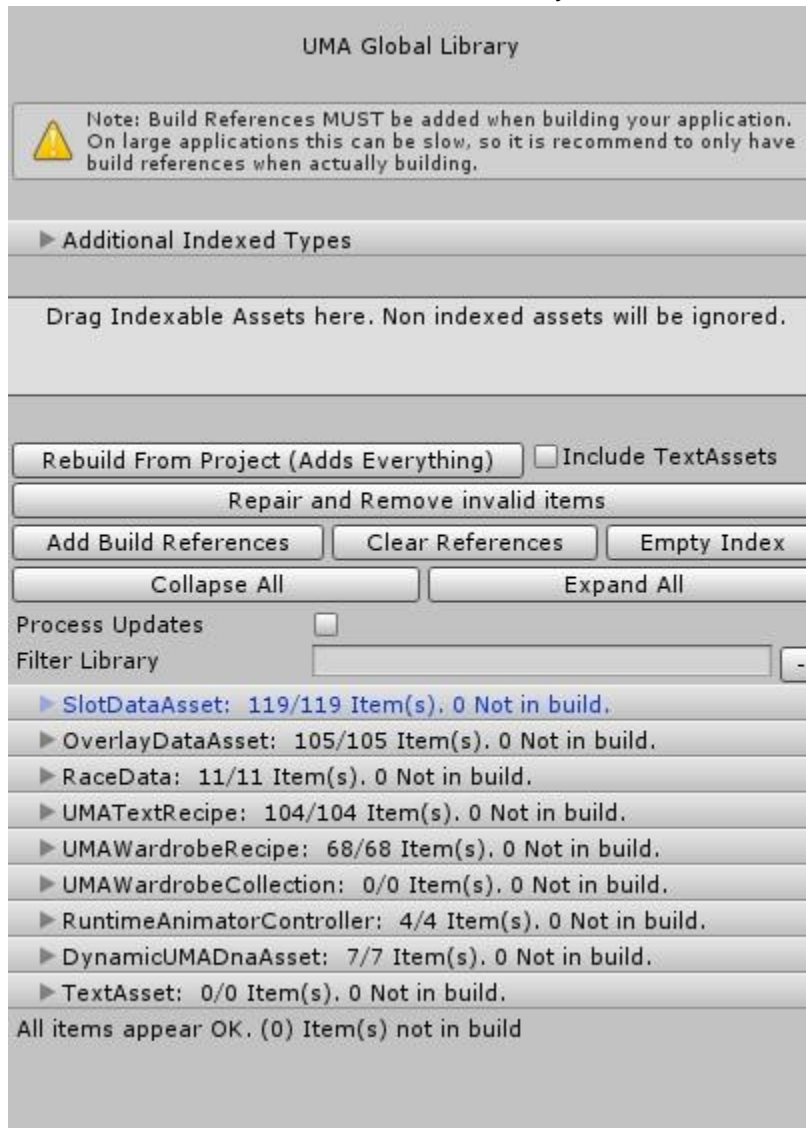 UMA Global Library
Note: Build References MUST be added when building your application.
On large applications this can be slow, so it is recommend to only have
build references when actually building.
Additional Indexed Types
Drag Indexable Assets here. Non indexed assets will be ignored.
Rebuild From Project (Adds Everything) Include TextAssets
Repair and Remove invalid items
Add Build References Clear References Empty Index
Collapse All Expand All
Process Updates
Filter Library -
SlotDataAsset: 119/119 Item(s). 0 Not in build.
OverlayDataAsset: 105/105 Item(s). 0 Not in build.
RaceData: 11/11 Item(s). 0 Not in build.
UMATextRecipe: 104/104 Item(s). 0 Not in build.
UMAWardrobeRecipe: 68/68 Item(s). 0 Not in build.
UMAWardrobeCollection: 0/0 Item(s). 0 Not in build.
RuntimeAnimatorController: 4/4 Item(s). 0 Not in build.
DynamicUMADnaAsset: 7/7 Item(s). 0 Not in build.
TextAsset: 0/0 Item(s). 0 Not in build.
All items appear OK. (0) Item(s) not in build